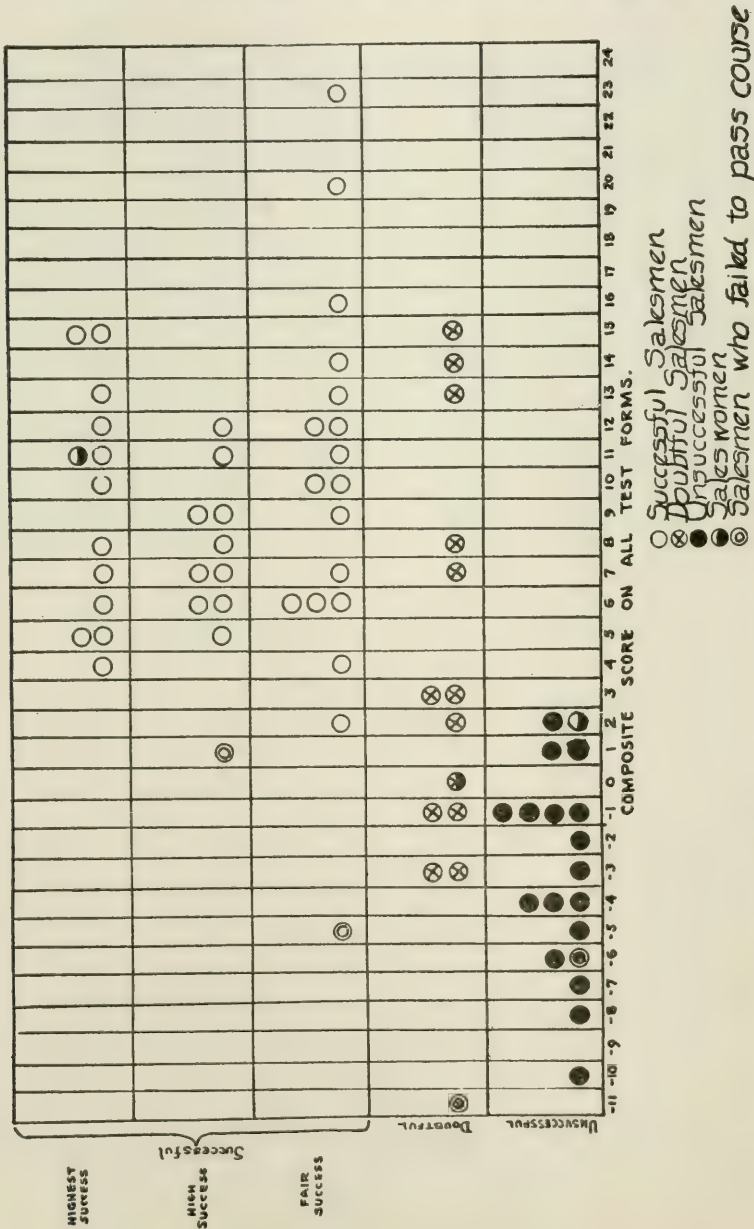 HIGHEST
SUCCESS
HIGH
SUCCESS
FAIR
SUCCESS
Successful
DOUBTFUL
UNSUCCESSFUL
-11 -10 -9 -8 -7 -6 -5 -4 -3 -2 -1 0 1 2 3 4 5 6 7 8 9 10 11 12 13 14 15 16 17 18 19 20 21 22 23 24
COMPOSITE SCORE ON ALL TEST FORMS.
Successful Salesmen
Doubtful Salesmen
Unsuccessful Salesmen
Sales women
Salesmen who failed to pass course